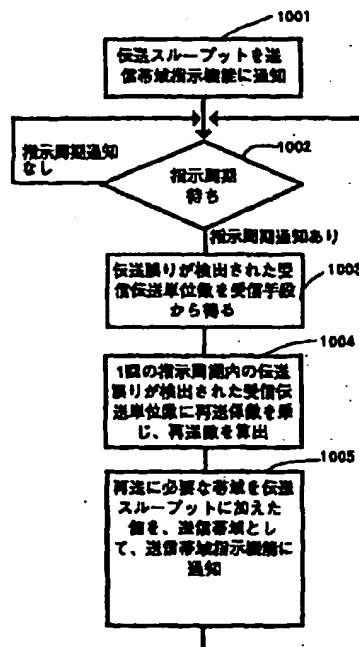 1001
伝送スループットを送
信帯域指示機能に通知
1002
指示周期通知
なし
指示周期
待ち
指示周期通知あり
1003
伝送誤りが検出された受
信伝送単位数を受信手段
から得る
1004
1回の指示周期内の伝送
誤りが検出された受信伝
送単位数に再送係数を乗
じ、再送数を算出
1005
再送に必要な帯域を伝送
スループットに加えた
値を、送信帯域とし
て、送信帯域指示機能に
通知